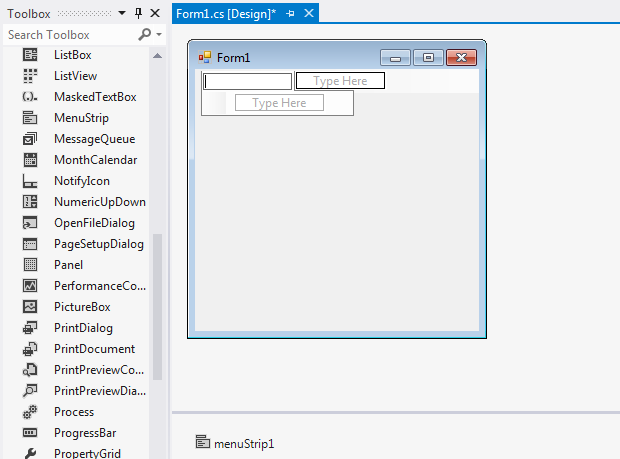 Toolbox
Search Toolbox
ListBox
ListView
MaskedTextBox
MenuStrip
MessageQueue
MonthCalendar
NotifyIcon
NumericUpDown
OpenFileDialog
PageSetupDialog
Panel
PerformanceCo...
PictureBox
PrintDialog
PrintDocument
PrintPreviewCo...
PrintPreviewDia...
Process
ProgressBar
PropertyGrid
Form1.cs [Design]*
Form1
Type Here
Type Here
menuStrip1